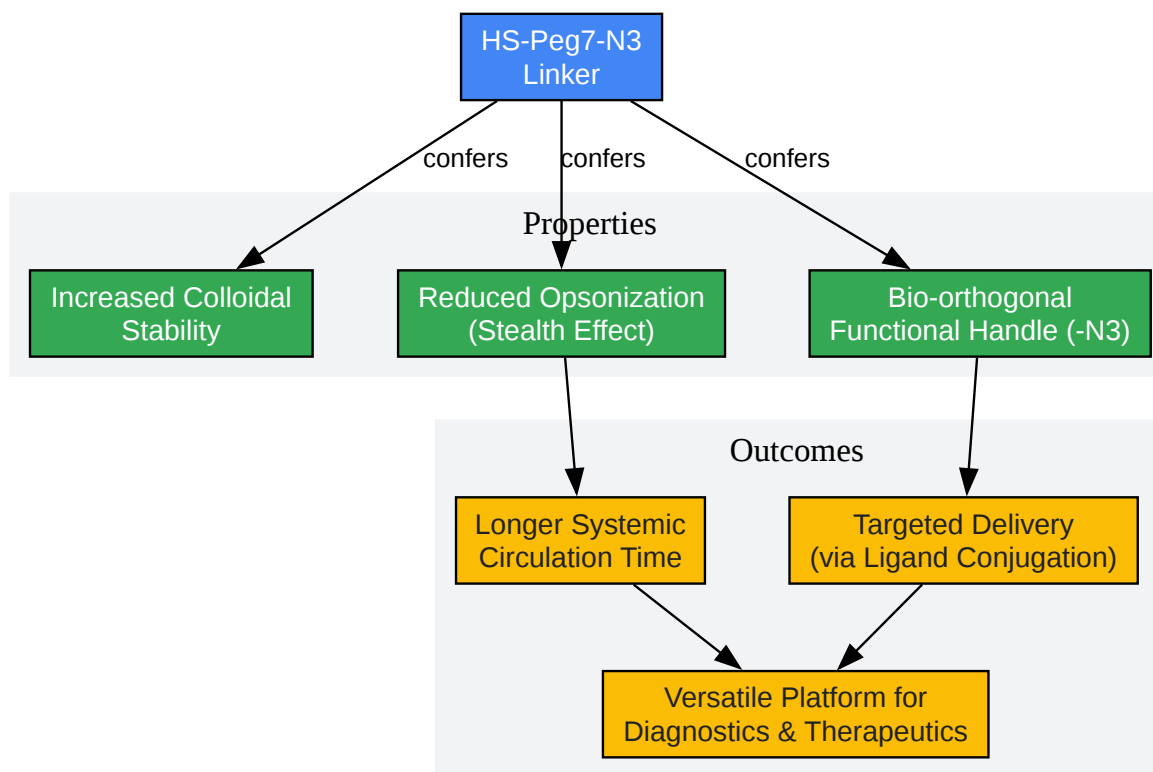 HS-Peg7-N3
Linker
confers
confers
confers
Properties
Increased Colloidal
Stability
Reduced Opsonization
(Stealth Effect)
Bio-orthogonal
Functional Handle (-N3)
Outcomes
Longer Systemic
Circulation Time
Targeted Delivery
(via Ligand Conjugation)
Versatile Platform for
Diagnostics & Therapeutics